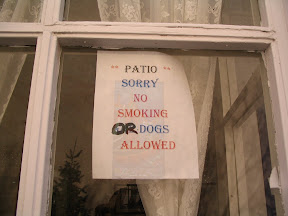 ** PATIO **
SORRY
NO
SMOKING
OR DOGS
ALLOWED